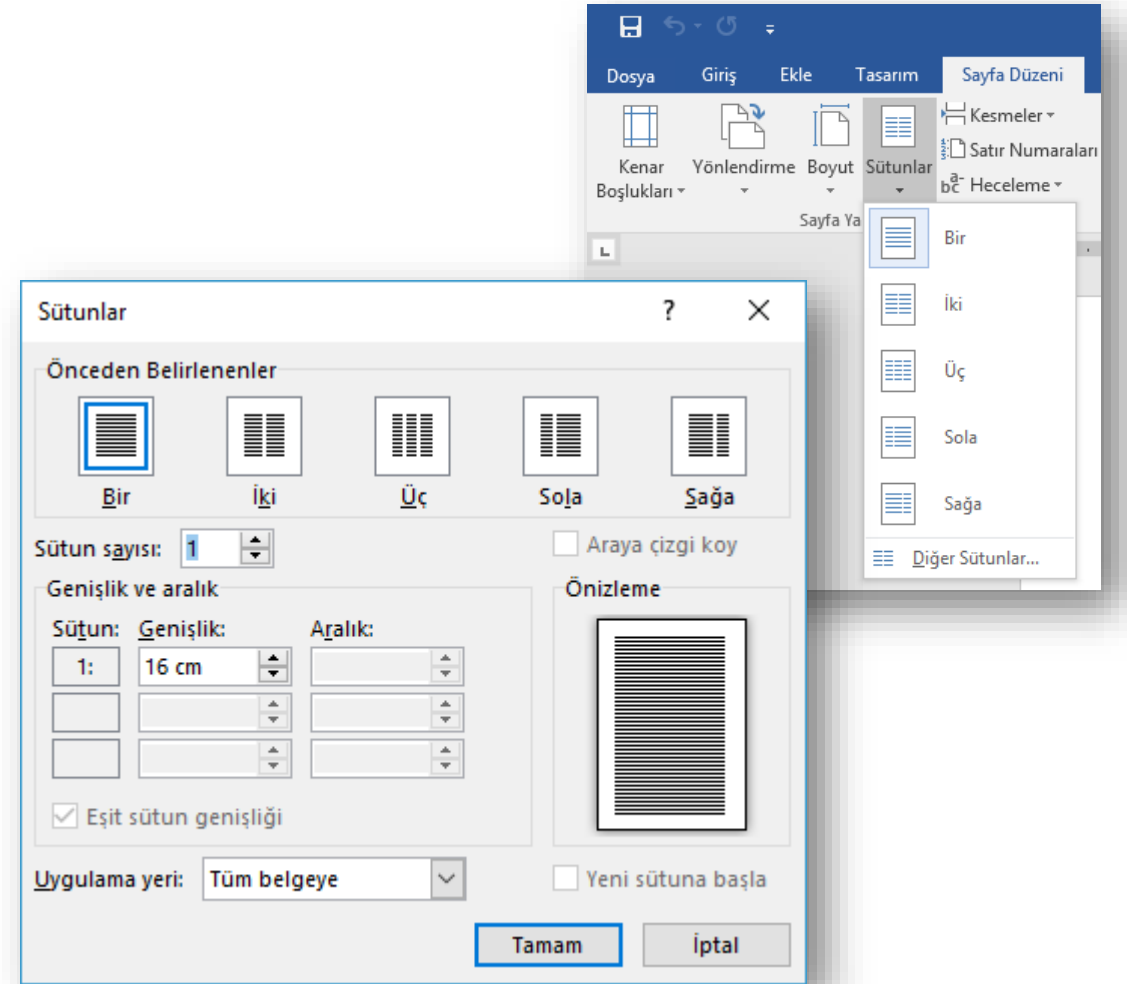 Dosya Giriş Ekle Tasarım Sayfa Düzeni
Kenar Boşlukları
Yönlendirme
Boyut
Sütunlar
Kesmeler
Satır Numaraları
Heceleme
Sayfa Ya
L
Bir
İki
Üç
Sola
Sağa
Diğer Sütunlar...
Sütunlar ?
Önceden Belirlenenler
Bir İki Üç Sola Sağa
Sütun sayısı: 1
Araya çizgi koy
Genişlik ve aralık
Sütun: Genişlik: Aralık:
1: 16 cm
Eşit sütun genişliği
Önizleme
Uygulama yeri: Tüm belgeye
Yeni sütuna başla
Tamam İptal